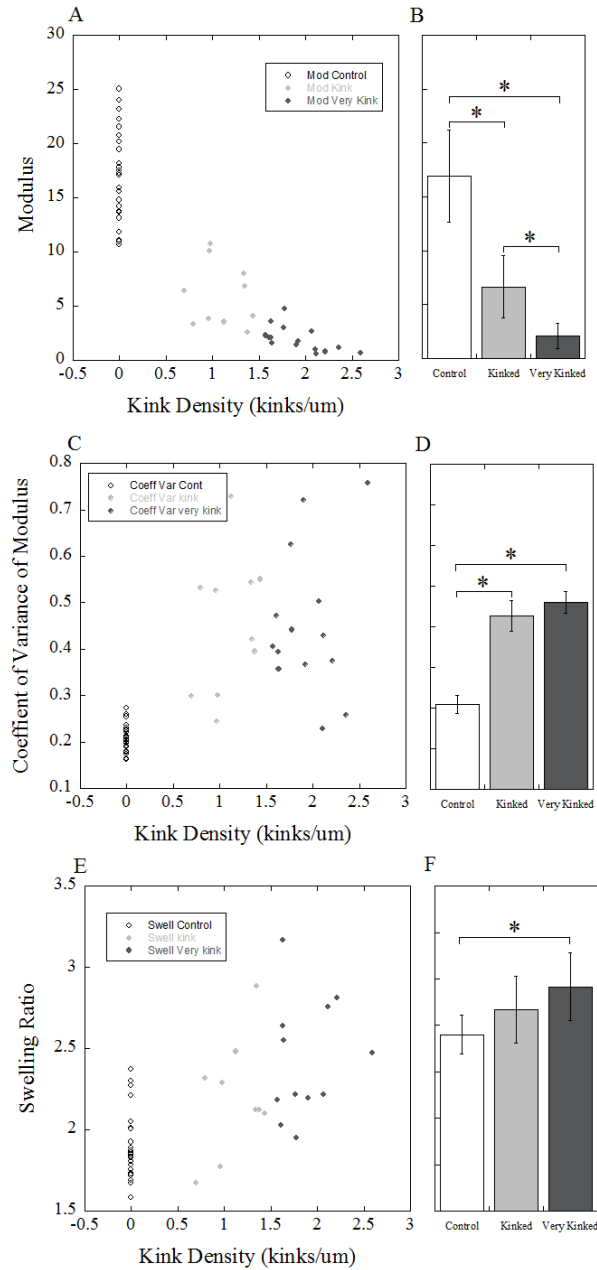 A
B
30
25
20
15
10
5
0
Modulus
Mod Control
Mod Kink
Mod Very Kink
-0.5 0 0.5 1 1.5 2 2.5 3
Kink Density (kinks/um)
*
*
*
Control Kinked Very Kinked
C
D
0.8
0.7
0.6
0.5
0.4
0.3
0.2
0.1
Coeffient of Variance of Modulus
Coeff Var Cont
Coeff Var kink
Coeff Var very kink
-0.5 0 0.5 1 1.5 2 2.5 3
Kink Density (kinks/um)
*
*
Control Kinked Very Kinked
E
F
3.5
3
2.5
2
1.5
Swelling Ratio
Swell Control
Swell kink
Swell Very kink
-0.5 0 0.5 1 1.5 2 2.5 3
Kink Density (kinks/um)
*
Control Kinked Very Kinked